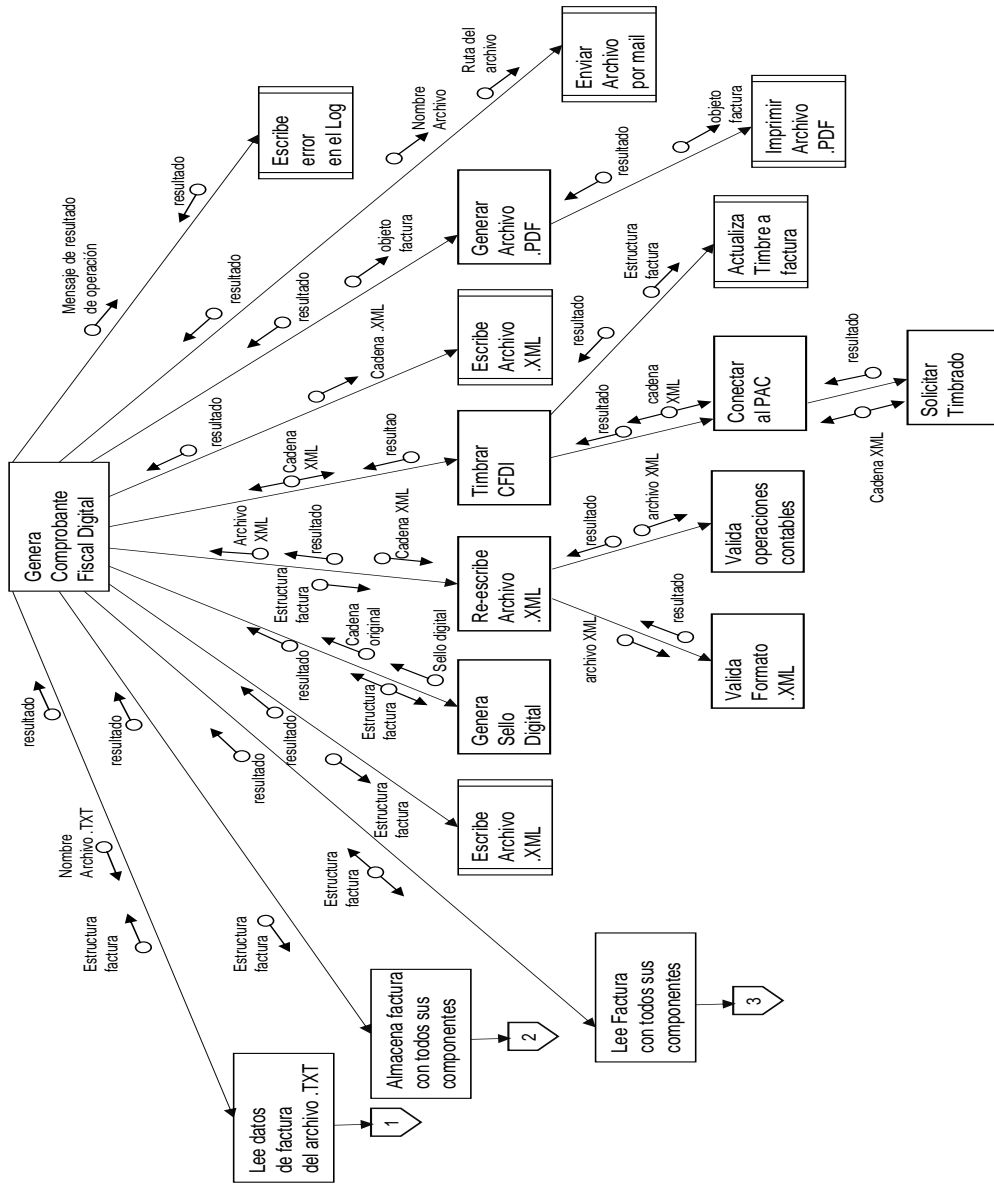 Genera
Comprobante
Fiscal Digital
resultado
Nombre
Archivo .TXT
Estructura
factura
resultado
Estructura
factura
resultado
Estructura
factura
resultado
Estructura
factura
resultado
Cadena
original
Sello digital
Estructura
factura
Archivo
XML
resultado
Cadena XML
Estructura
factura
Cadena
XML
resultao
resultado
Cadena .XML
resultado
objeto
factura
resultado
Nombre
Archivo
Ruta del
archivo
Mensaje de resultado
de operación
resultado
Lee datos
de factura
del archivo .TXT
1
Almacena factura
con todos sus
componentes
2
Lee Factura
con todos sus
componentes
3
Escribe
Archivo
.XML
Genera
Sello
Digital
Re-escribe
Archivo
.XML
Timbrar
CFDI
Escribe
Archivo
.XML
Generar
Archivo
.PDF
Enviar
Archivo
por mail
Escribe
error
en el Log
archivo XML
resultado
resultado
archivo XML
resultado
cadena
XML
resultado
Estructura
factura
resultado
objeto
factura
Valida
Formato
.XML
Valida
operaciones
contables
Conectar
al PAC
Actualiza
Timbre a
factura
Imprimir
Archivo
.PDF
Cadena XML
resultado
Solicitar
Timbrado